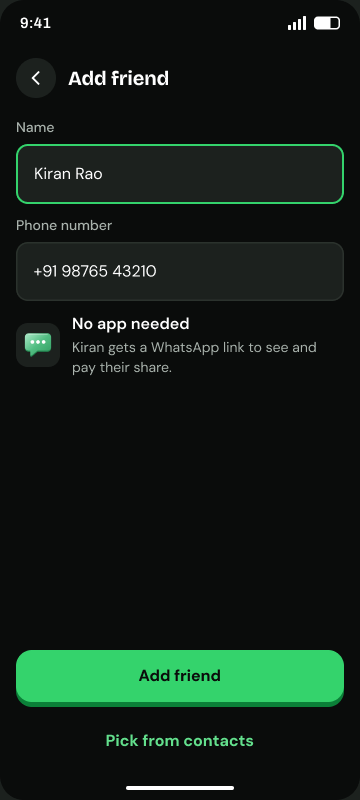 9:41
Add friend
Name
Kiran Rao
Phone number
+91 98765 43210
No app needed
Kiran gets a WhatsApp link to see and
pay their share.
Add friend
Pick from contacts